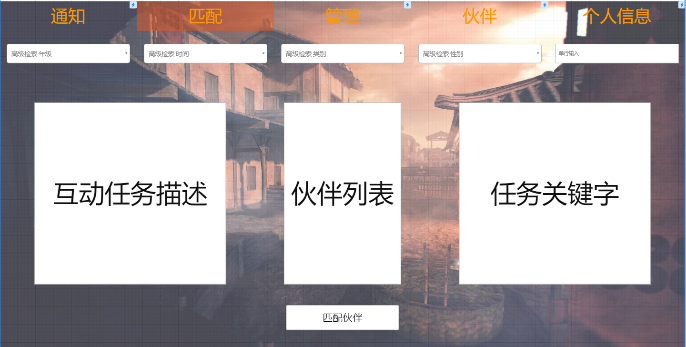 通知 匹配 管理 伙伴 个人信息
高级检索:年级 高级检索:时间 高级检索:类别 高级检索:性别 单行输入
互动任务描述 伙伴列表 任务关键字
匹配伙伴